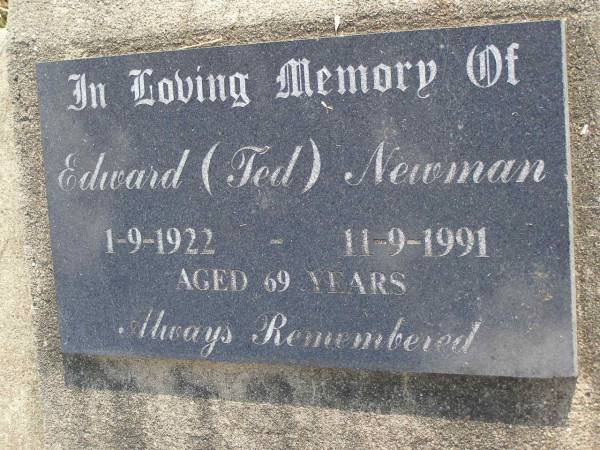 In Loving Memory Of
Edward (Ted) Newman
1-9-1922 - 11-9-1991
AGED 69 YEARS
Always Remembered